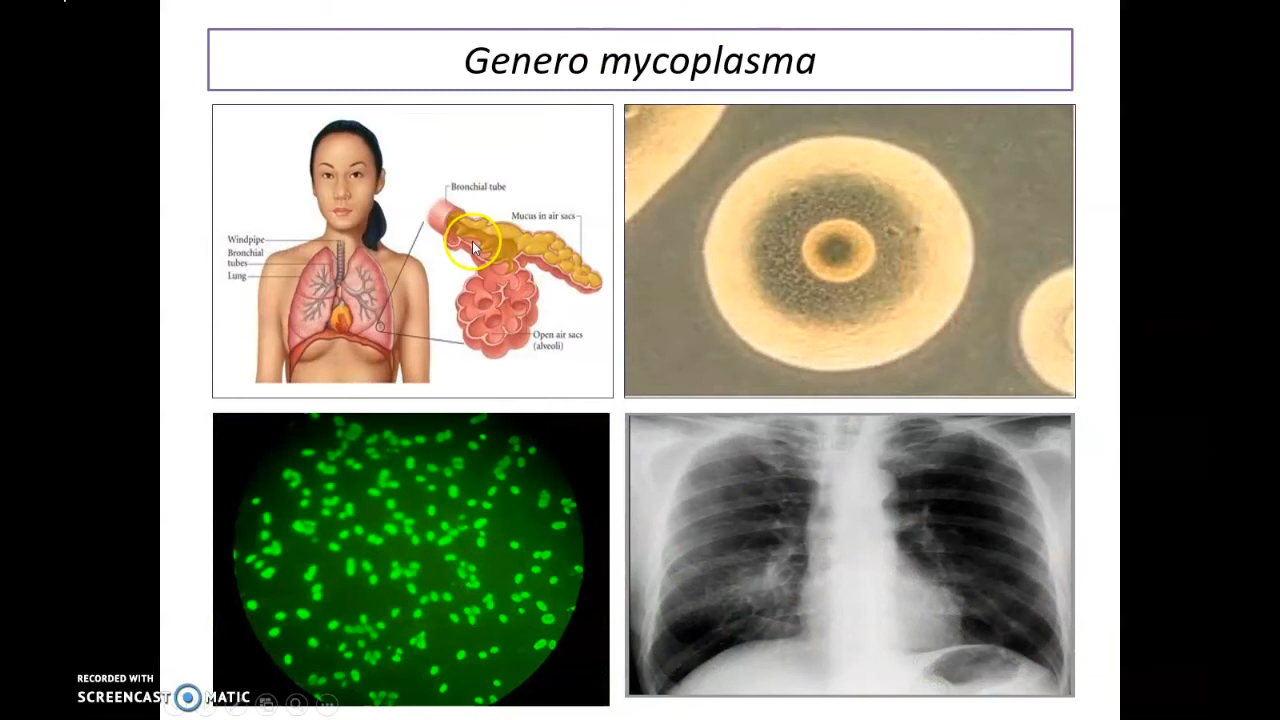 Genero mycoplasma
Bronchial tube
Mucus in air sacs
Windpipe
Bronchial
tubes
Lung
Open air sacs
(alveoli)
RECORDED WITH
SCREENCAST MATIC